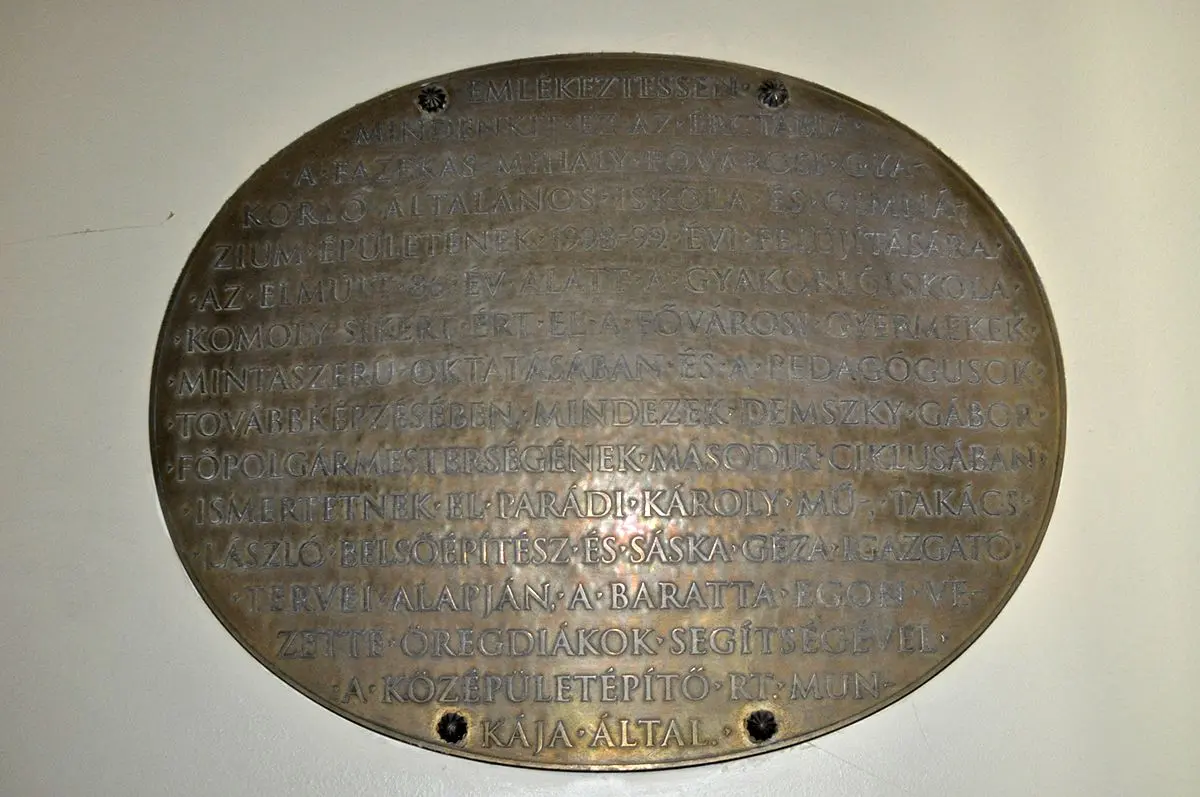 EMLÉKEZTESSEN·
·MINDENKIT·EZ·AZ·ÉRCTÁBLA·
·A·FAZEKAS·MIHÁLY·FŐVÁROSI·GYA-
KORLÓ·ÁLTALÁNOS·ISKOLA·ÉS·GIMNÁ-
ZIUM·ÉPÜLETÉNEK·1998-99.·ÉVI·FELÚJÍTÁSÁRA.
·AZ·ELMÚLT·86·ÉV·ALATT·A·GYAKORLÓISKOLA·
·KOMOLY·SIKERT·ÉRT·EL·A·FŐVÁROSI·GYERMEKEK·
·MINTASZERŰ·OKTATÁSÁBAN·ÉS·A·PEDAGÓGUSOK·
·TOVÁBBKÉPZÉSÉBEN,·MINDEZEK·DEMSZKY·GÁBOR·
·FŐPOLGÁRMESTERSÉGÉNEK·MÁSODIK·CIKLUSÁBAN·
·ISMERTETNEK·EL·PARÁDI·KÁROLY·MŰ-,·TAKÁCS·
·LÁSZLÓ·BELSŐÉPÍTÉSZ·ÉS·SÁSKA·GÉZA·IGAZGATÓ·
·TERVEI·ALAPJÁN,·A·BARATTA·EGON·VE-
ZETTE·ÖREGDIÁKOK·SEGÍTSÉGÉVEL·
·A·KÖZÉPÜLETÉPÍTŐ·RT.·MUN-
KÁJA·ÁLTAL.·